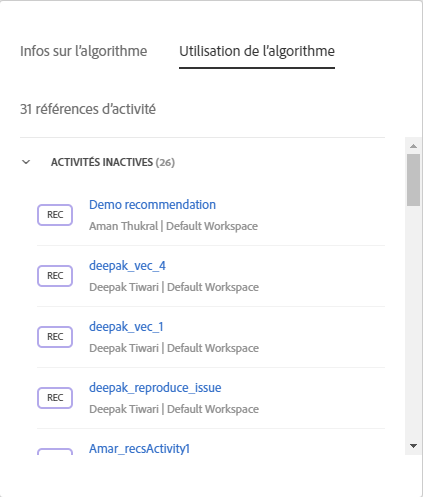 Infos sur l'algorithme Utilisation de l'algorithme
31 références d'activité
ACTIVITÉS INACTIVES (26)
REC Demo recommendation
Aman Thukral | Default Workspace
REC deepak_vec_4
Deepak Tiwari | Default Workspace
REC deepak_vec_1
Deepak Tiwari | Default Workspace
REC deepak_reproduce_issue
Deepak Tiwari | Default Workspace
Amar_recsActivity1